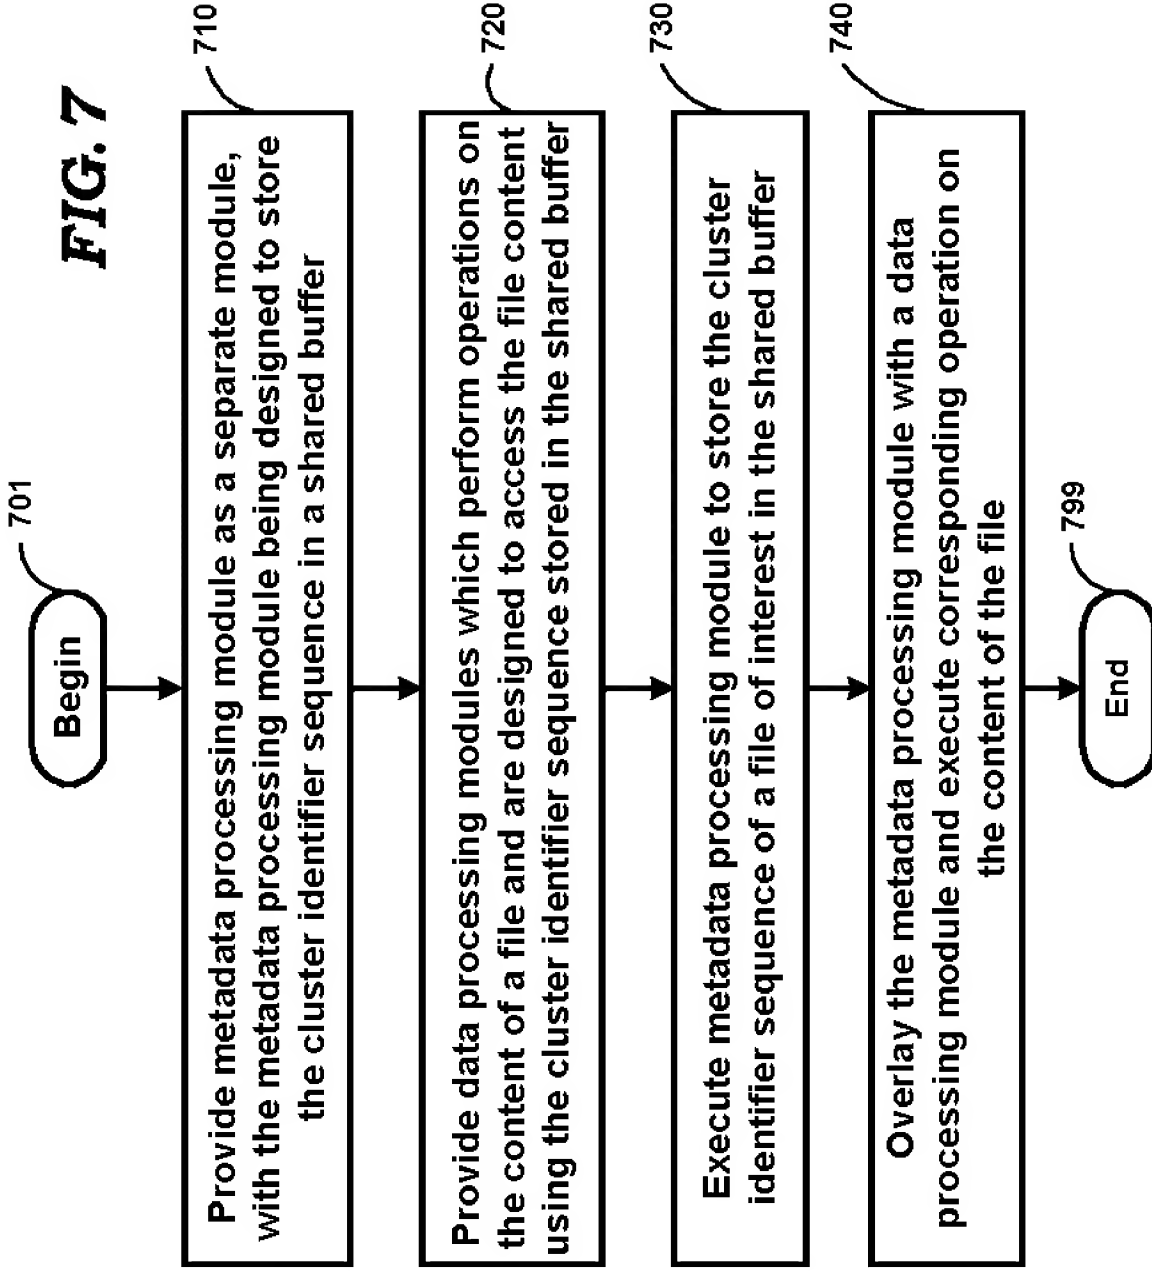 FIG. 7
701
Begin
710
Provide metadata processing module as a separate module,
with the metadata processing module being designed to store
the cluster identifier sequence in a shared buffer
720
Provide data processing modules which perform operations on
the content of a file and are designed to access the file content
using the cluster identifier sequence stored in the shared buffer
730
Execute metadata processing module to store the cluster
identifier sequence of a file of interest in the shared buffer
740
Overlay the metadata processing module with a data
processing module and execute corresponding operation on
the content of the file
799
End